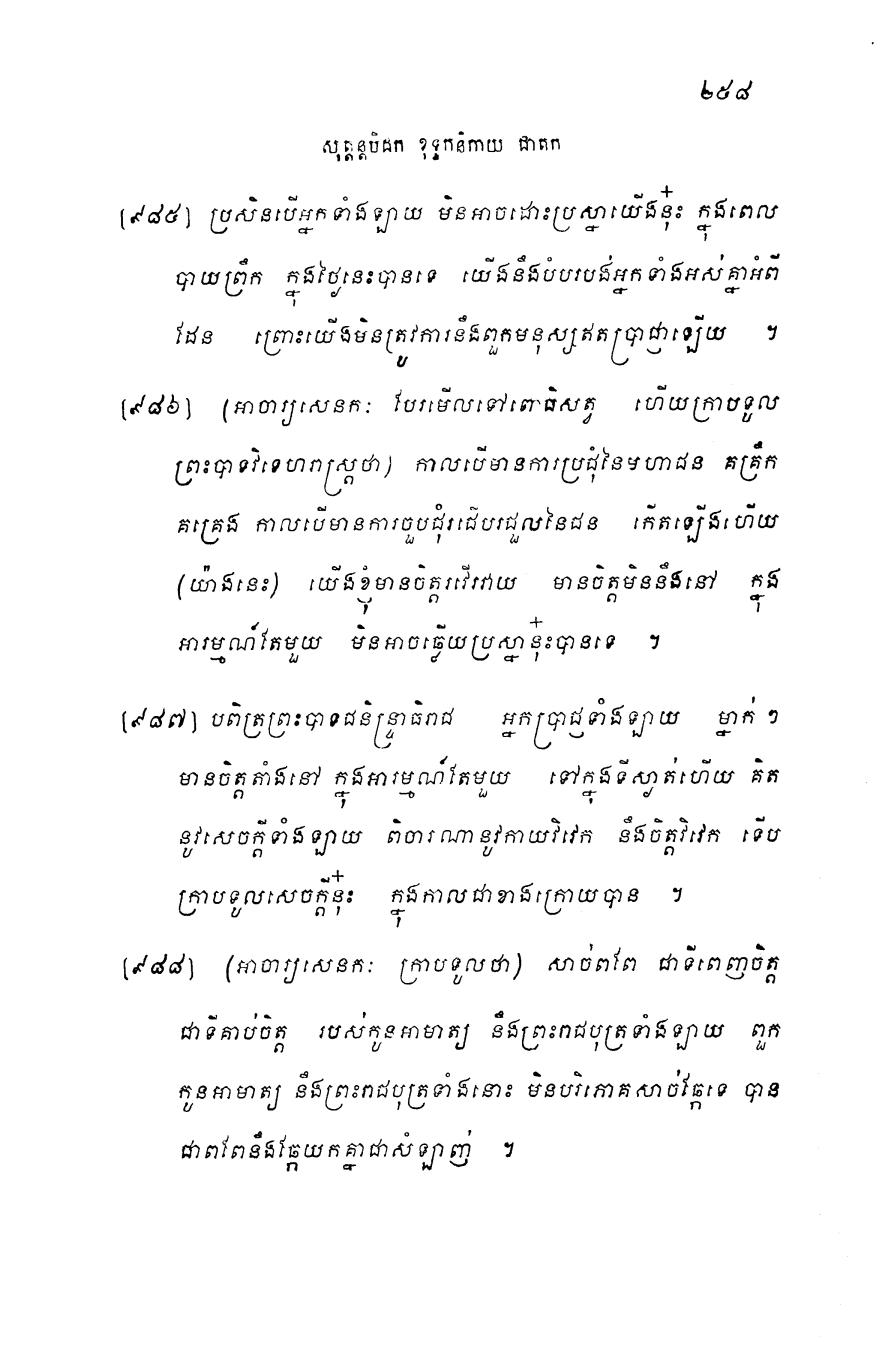 ២៥៨
សុត្តន្តបិដក ខុទ្ទកនិកាយ ជាតក
[៩៨៥] ប្រសិនបើអ្នកទាំងឡាយ មិនអាចដោះប្រស្នាយើងនុ៎ះ ក្នុងពេល
បាយព្រឹក ក្នុងថ្ងៃនេះបានទេ យើងនឹងបំបរបង់អ្នកទាំងអស់គ្នាអំពី
ដែន ព្រោះយើងមិនត្រូវការនឹងពួកមនុស្សឥតប្រាជ្ញាឡើយ ។
[៩៨៦] (អាចារ្យសេនកៈ បែរមើលទៅពោធិសត្វ ហើយក្រាបទូល
ព្រះបាទវិទេហរាស្ត្រថា) កាលបើមានការប្រជុំនៃមហាជន គគ្រឹក
គគ្រេង កាលបើមានការចួបជុំរជើបរជួលនៃជន កើតឡើងហើយ
(យ៉ាងនេះ) យើងខ្ញុំមានចិត្តរវើរវាយ មានចិត្តមិននឹងនៅ ក្នុង
អារម្មណ៍តែមួយ មិនអាចធ្វើយប្រស្នានុ៎ះបានទេ ។
[៩៨៧] បពិត្រព្រះបាទជនិន្ទ្រាធិរាជ អ្នកប្រាជ្ញទាំងឡាយ ម្នាក់ ៗ
មានចិត្តតាំងនៅ ក្នុងអារម្មណ៍តែមួយ ទៅក្នុងទីស្ងាត់ហើយ គិត
នូវសេចក្តីទាំងឡាយ ពិចារណានូវកាយវិវេក នឹងចិត្តវិវេក ទើប
ក្រាបទូលសេចក្តីនុ៎ះ ក្នុងកាលជាខាងក្រោយបាន ។
[៩៨៨] (អាចារ្យសេនកៈ ក្រាបទូលថា) សាច់ពពែ ជាទីពេញចិត្ត
ជាទីគាប់ចិត្ត របស់កូនអាមាត្យ នឹងព្រះរាជបុត្រទាំងឡាយ ពួក
កូនអាមាត្យ នឹងព្រះរាជបុត្រទាំងនោះ មិនបរិភោគសាច់ឆ្កែទេ បាន
ជាពពែនឹងឆ្កែយកគ្នាជាសំឡាញ់ ។